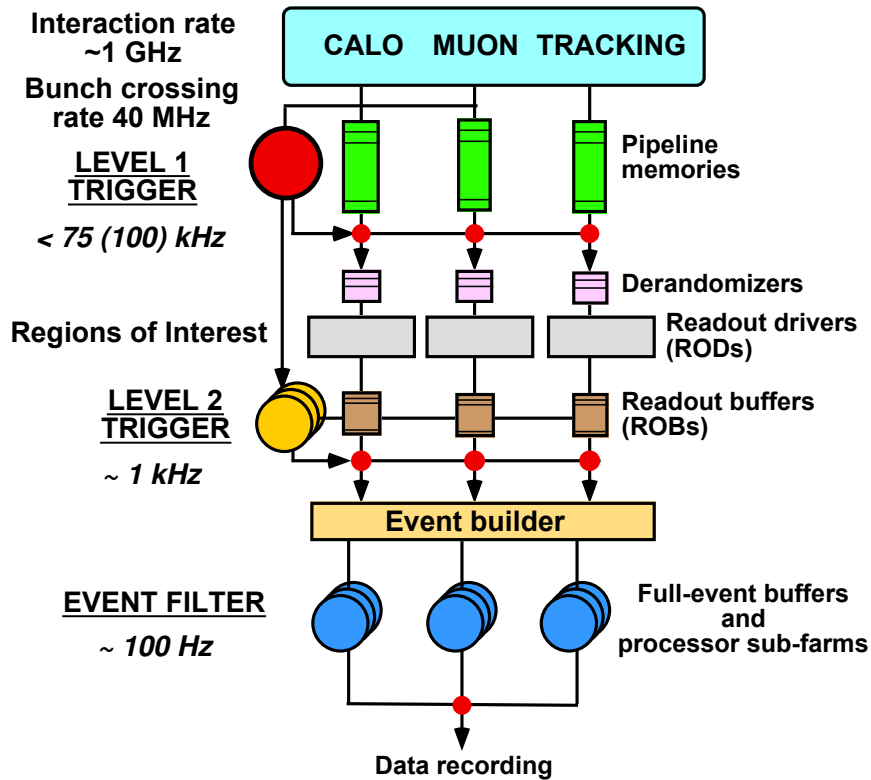 Interaction rate
~1 GHz
CALO MUON TRACKING
Bunch crossing
rate 40 MHz
LEVEL 1
TRIGGER
Pipeline
memories
< 75 (100) kHz
Derandomizers
Regions of Interest
Readout drivers
(RODs)
LEVEL 2
TRIGGER
Readout buffers
(ROBs)
~ 1 kHz
Event builder
EVENT FILTER
~ 100 Hz
Full-event buffers
and
processor sub-farms
Data recording